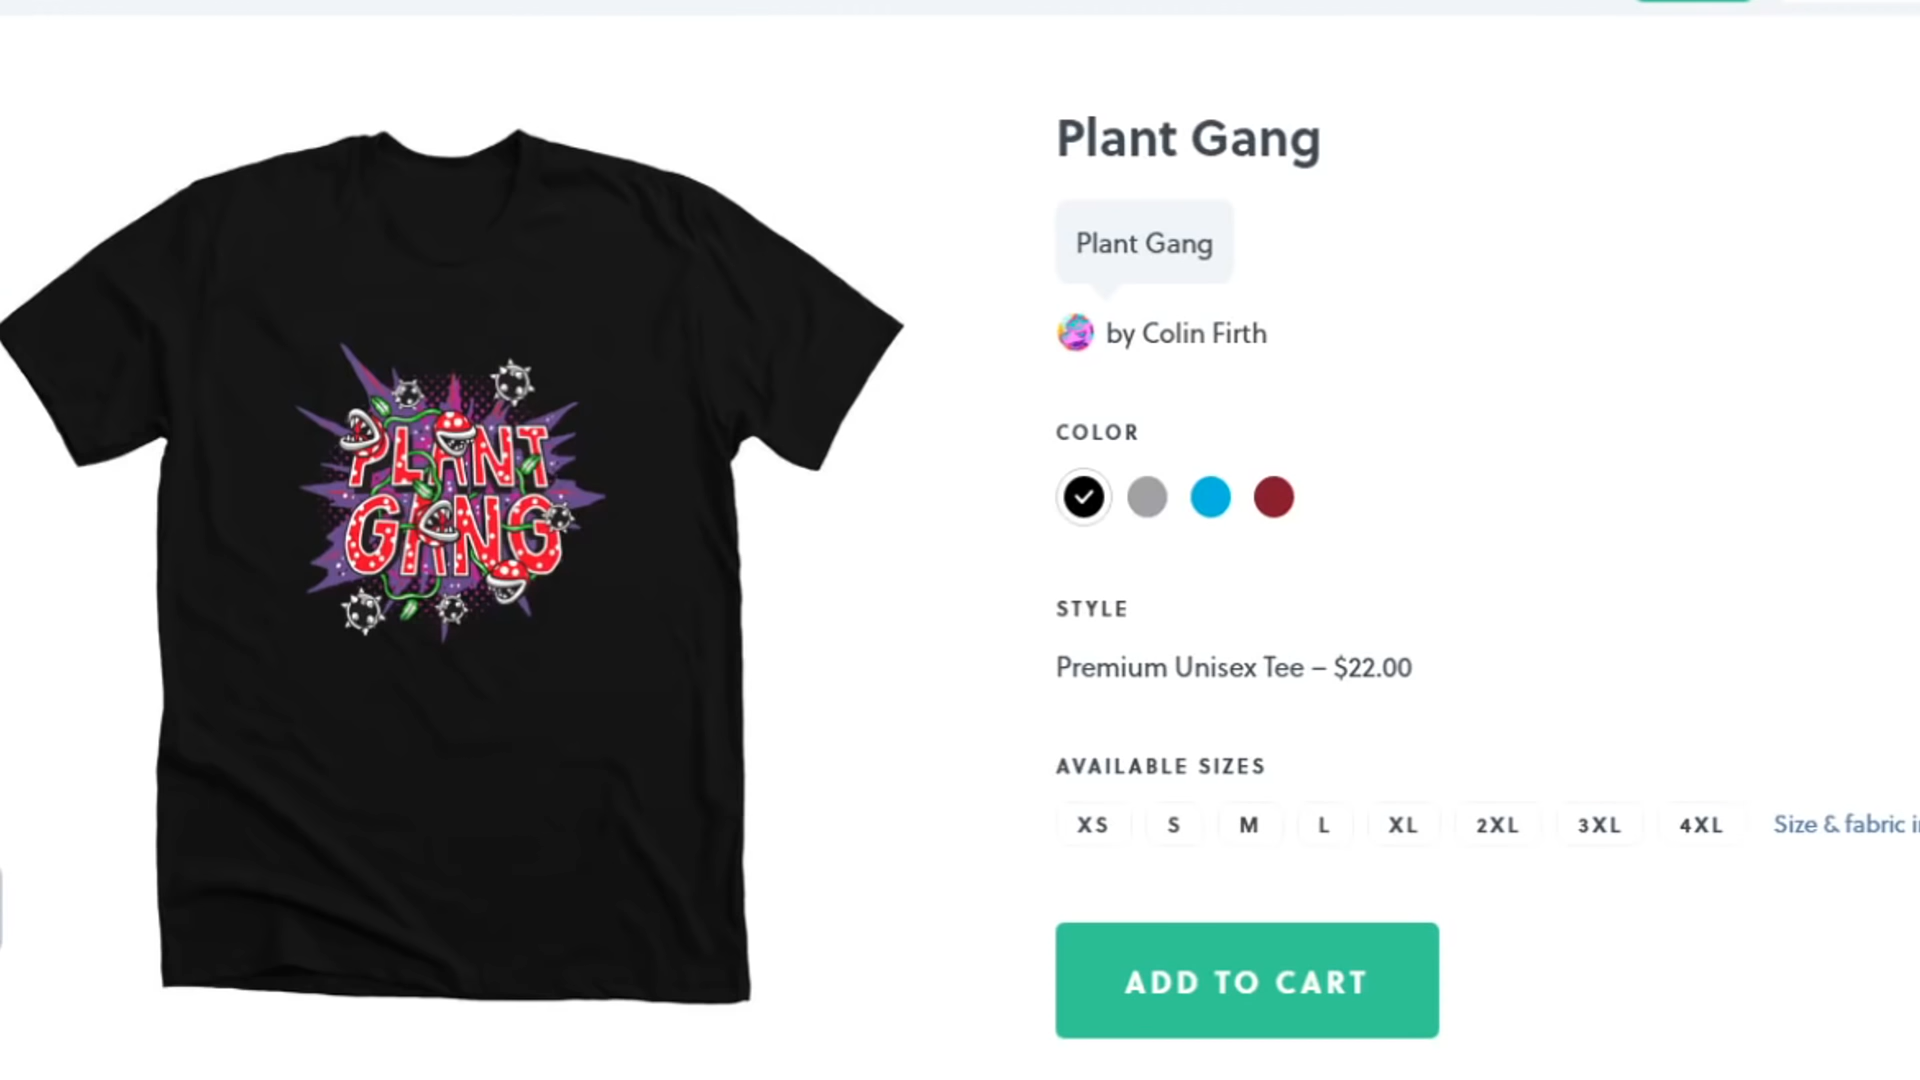 PLANT
GANG
Plant Gang
Plant Gang
by Colin Firth
COLOR
STYLE
Premium Unisex Tee – $22.00
AVAILABLE SIZES
XS S M L XL 2XL 3XL 4XL Size & fabric
ADD TO CART